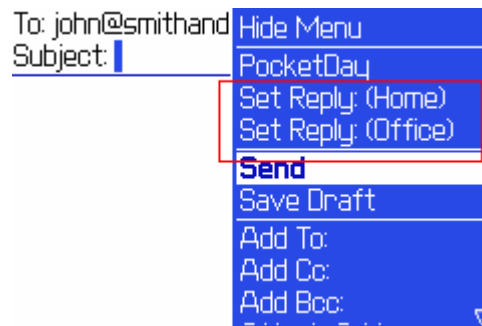 To: john@smithand
Subject:
Hide Menu
PocketDay
Set Reply: (Home)
Set Reply: (Office)
Send
Save Draft
Add To:
Add Cc:
Add Bcc: